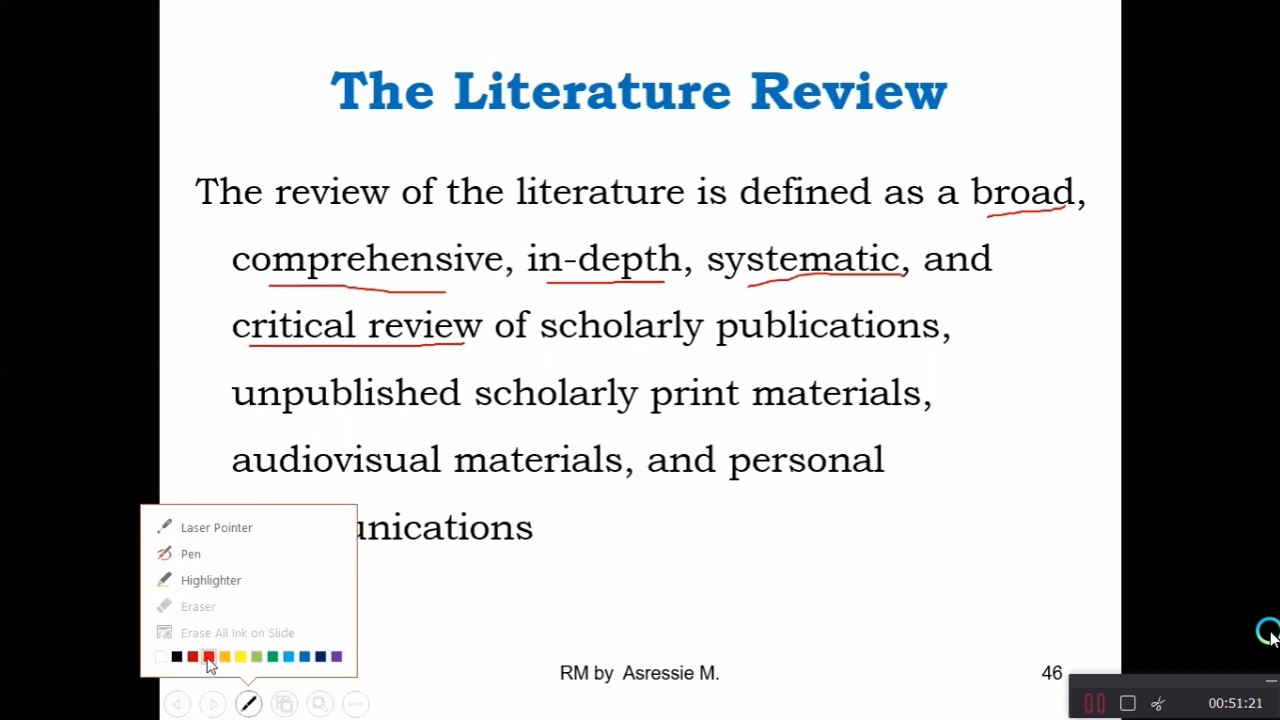 The Literature Review
The review of the literature is defined as a broad,
comprehensive, in-depth, systematic, and
critical review of scholarly publications,
unpublished scholarly print materials,
audiovisual materials, and personal
unications
Laser Pointer
Pen
Highlighter
Eraser
Erase All Ink on Slide
RM by Asressie M.
46
00:51:21